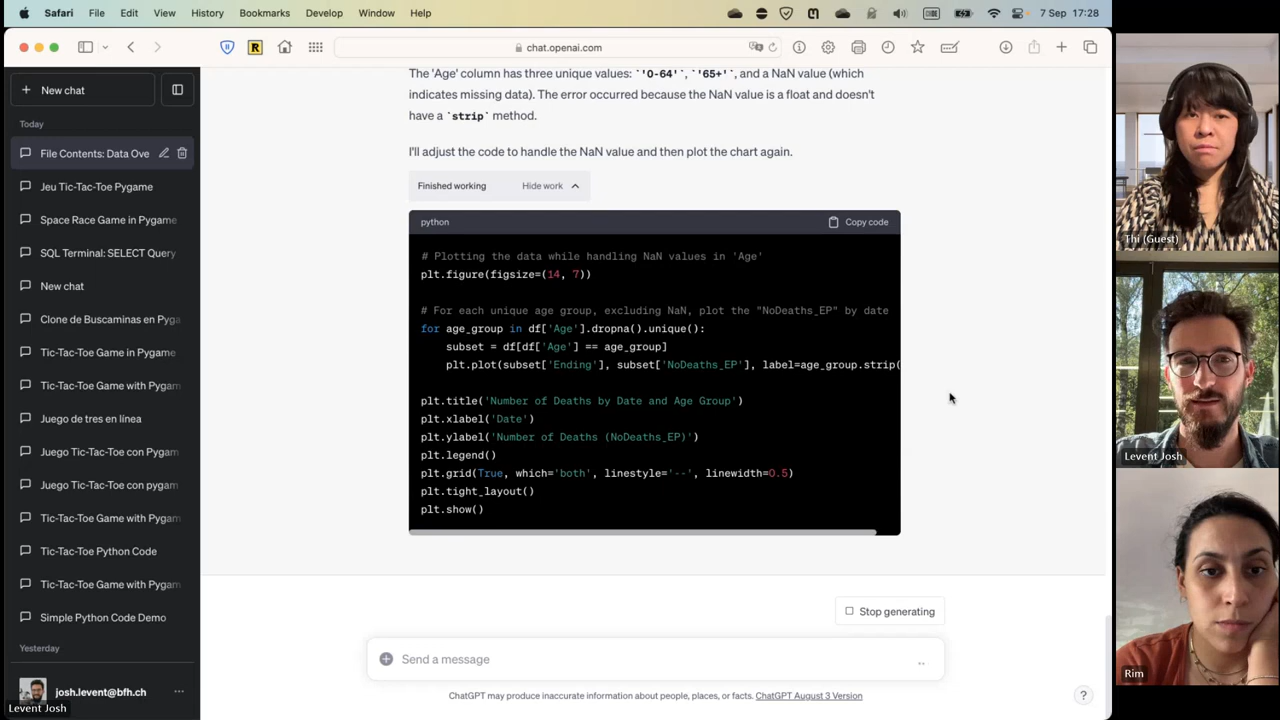 Safari File Edit View History Bookmarks Develop Window Help
7 Sep 17:28
chat.openai.com
New chat
Today
File Contents: Data Ove
Jeu Tic-Tac-Toe Pygame
Space Race Game in Pygame
SQL Terminal: SELECT Query
New chat
Clone de Buscaminas en Pyga
Tic-Tac-Toe Game in Pygame
Tic-Tac-Toe Game with Pygam
Juego de tres en línea
Juego Tic-Tac-Toe con Pygam
Juego Tic-Tac-Toe con pygam
Tic-Tac-Toe Game with Pygam
Tic-Tac-Toe Python Code
Tic-Tac-Toe Game with Pygam
Simple Python Code Demo
Yesterday
josh.levent@bfh.ch
Levent Josh
The 'Age' column has three unique values: `'0-64'`, `'65+'`, and a NaN value (which
indicates missing data). The error occurred because the NaN value is a float and doesn't
have a `strip` method.
I'll adjust the code to handle the NaN value and then plot the chart again.
Finished working Hide work
python Copy code
# Plotting the data while handling NaN values in 'Age'
plt.figure(figsize=(14, 7))
# For each unique age group, excluding NaN, plot the "NoDeaths_EP" by date
for age_group in df['Age'].dropna().unique():
subset = df[df['Age'] == age_group]
plt.plot(subset['Ending'], subset['NoDeaths_EP'], label=age_group.strip(
plt.title('Number of Deaths by Date and Age Group')
plt.xlabel('Date')
plt.ylabel('Number of Deaths (NoDeaths_EP)')
plt.legend()
plt.grid(True, which='both', linestyle='--', linewidth=0.5)
plt.tight_layout()
plt.show()
Stop generating
Send a message
ChatGPT may produce inaccurate information about people, places, or facts. ChatGPT August 3 Version
?
Thi (Guest)
Levent Josh
Rim